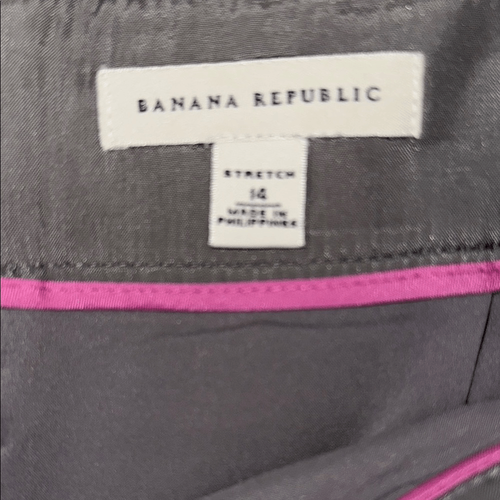 BANANA REPUBLIC
STRETCH
14
MADE IN
PHILIPPINES